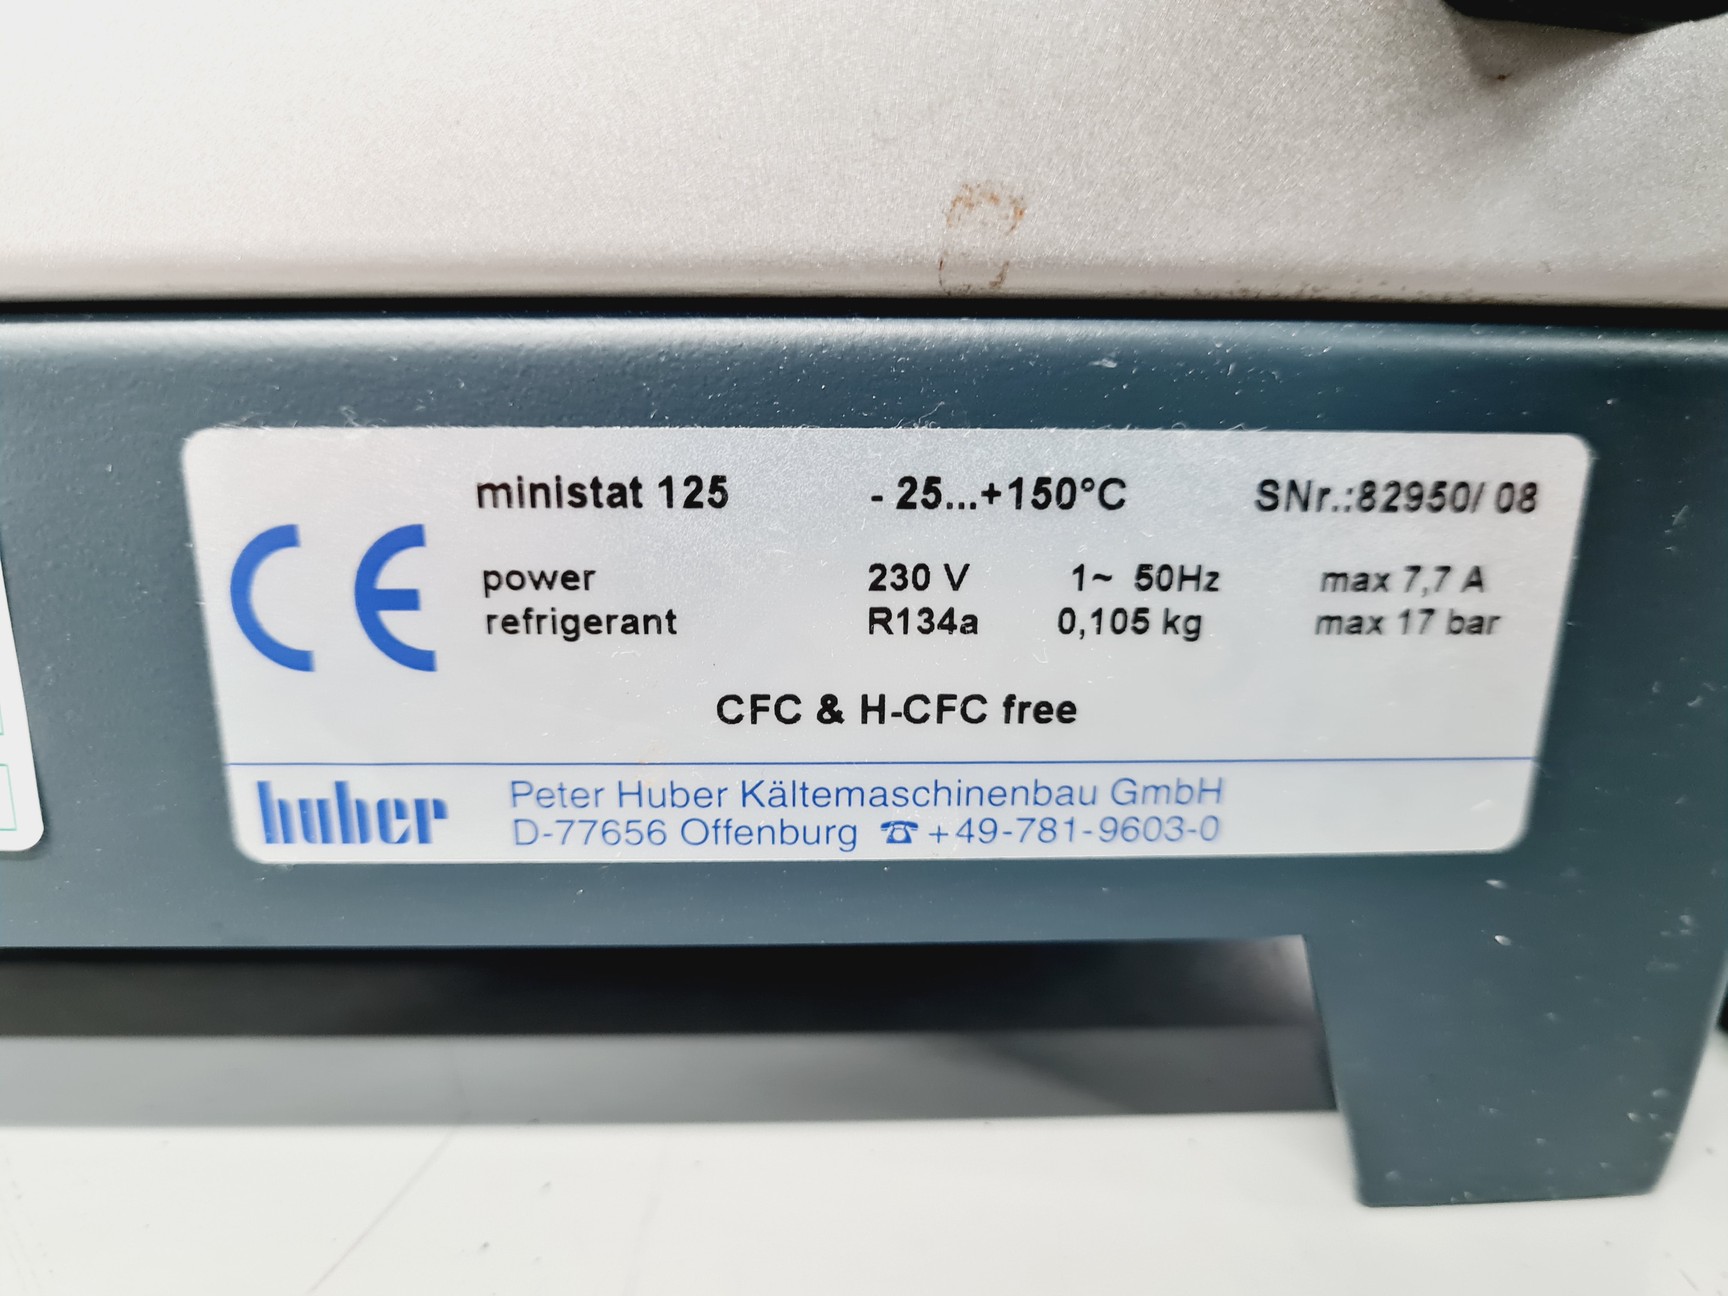 ministat 125 - 25...+150°C SNr.:82950/ 08
CE
power 230 V 1~ 50Hz max 7,7 A
refrigerant R134a 0,105 kg max 17 bar
CFC & H-CFC free
huber
Peter Huber Kältemaschinenbau GmbH
D-77656 Offenburg ☎ +49-781-9603-0